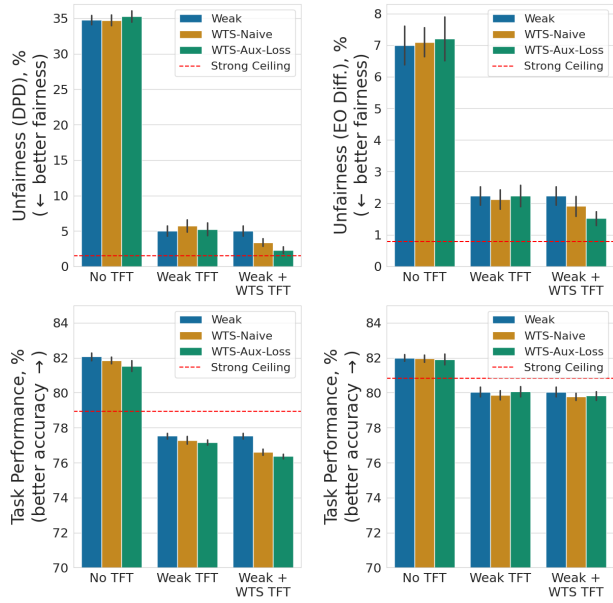 Unfairness (DPD), %
(← better fairness)
35
30
25
20
15
10
5
0
Weak
WTS-Naive
WTS-Aux-Loss
Strong Ceiling
No TFT
Weak TFT
Weak +
WTS TFT
Unfairness (EO Diff.), %
(← better fairness)
8
7
6
5
4
3
2
1
0
Weak
WTS-Naive
WTS-Aux-Loss
Strong Ceiling
No TFT
Weak TFT
Weak +
WTS TFT
Task Performance, %
(better accuracy →)
84
82
80
78
76
74
72
70
Weak
WTS-Naive
WTS-Aux-Loss
Strong Ceiling
No TFT
Weak TFT
Weak +
WTS TFT
Task Performance, %
(better accuracy →)
84
82
80
78
76
74
72
70
Weak
WTS-Naive
WTS-Aux-Loss
Strong Ceiling
No TFT
Weak TFT
Weak +
WTS TFT